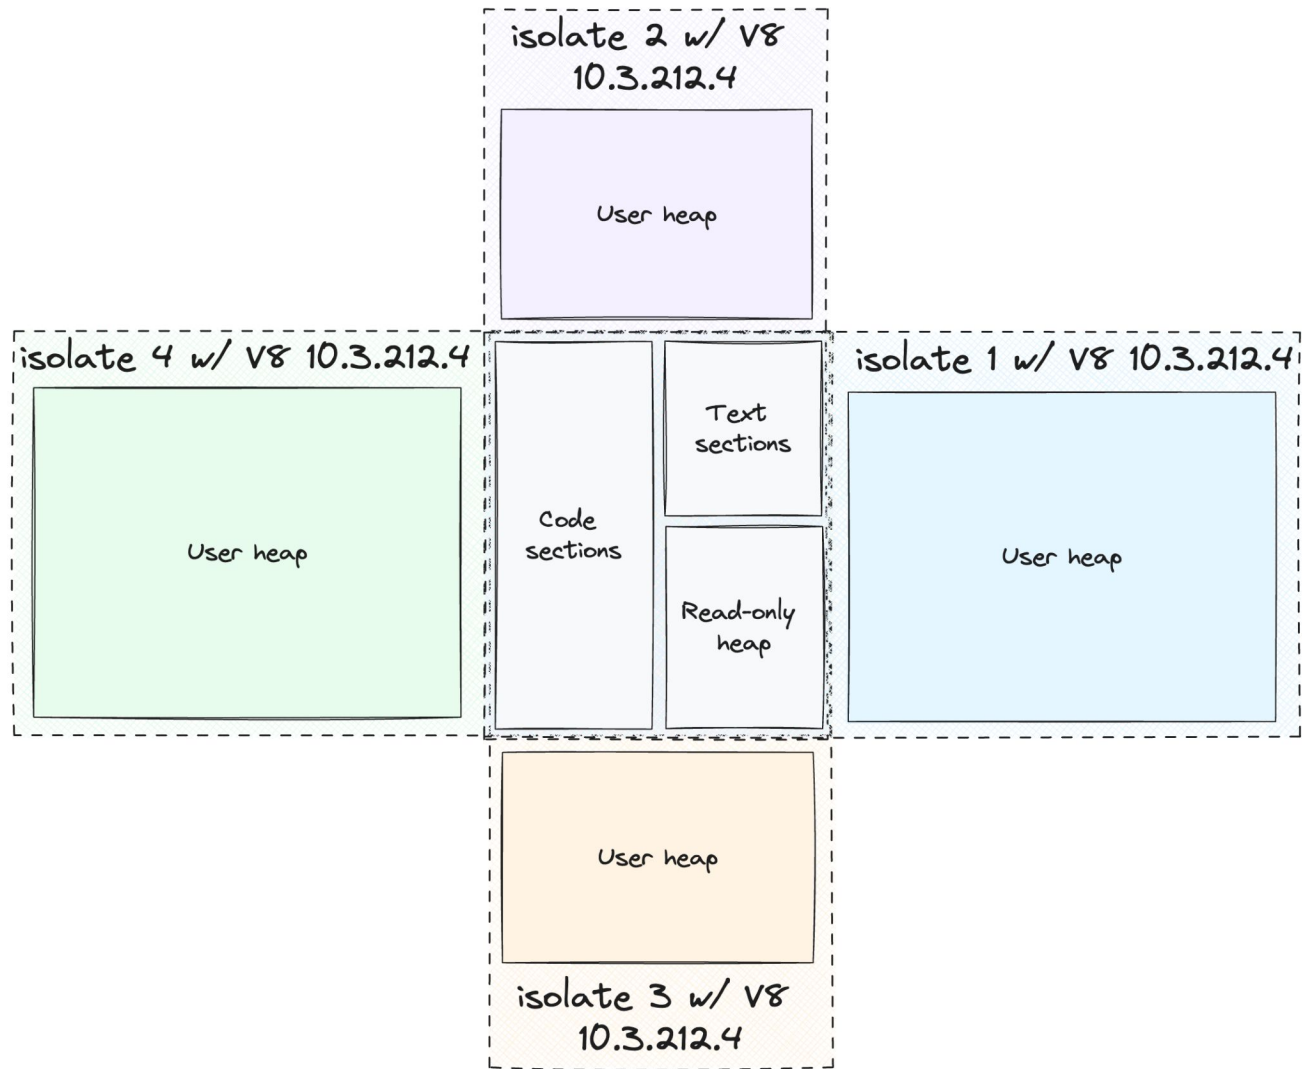 isolate 2 w/ V8
10.3.212.4
User heap
isolate 4 w/ V8 10.3.212.4
User heap
Code
sections
Text
sections
Read-only
heap
isolate 1 w/ V8 10.3.212.4
User heap
User heap
isolate 3 w/ V8
10.3.212.4